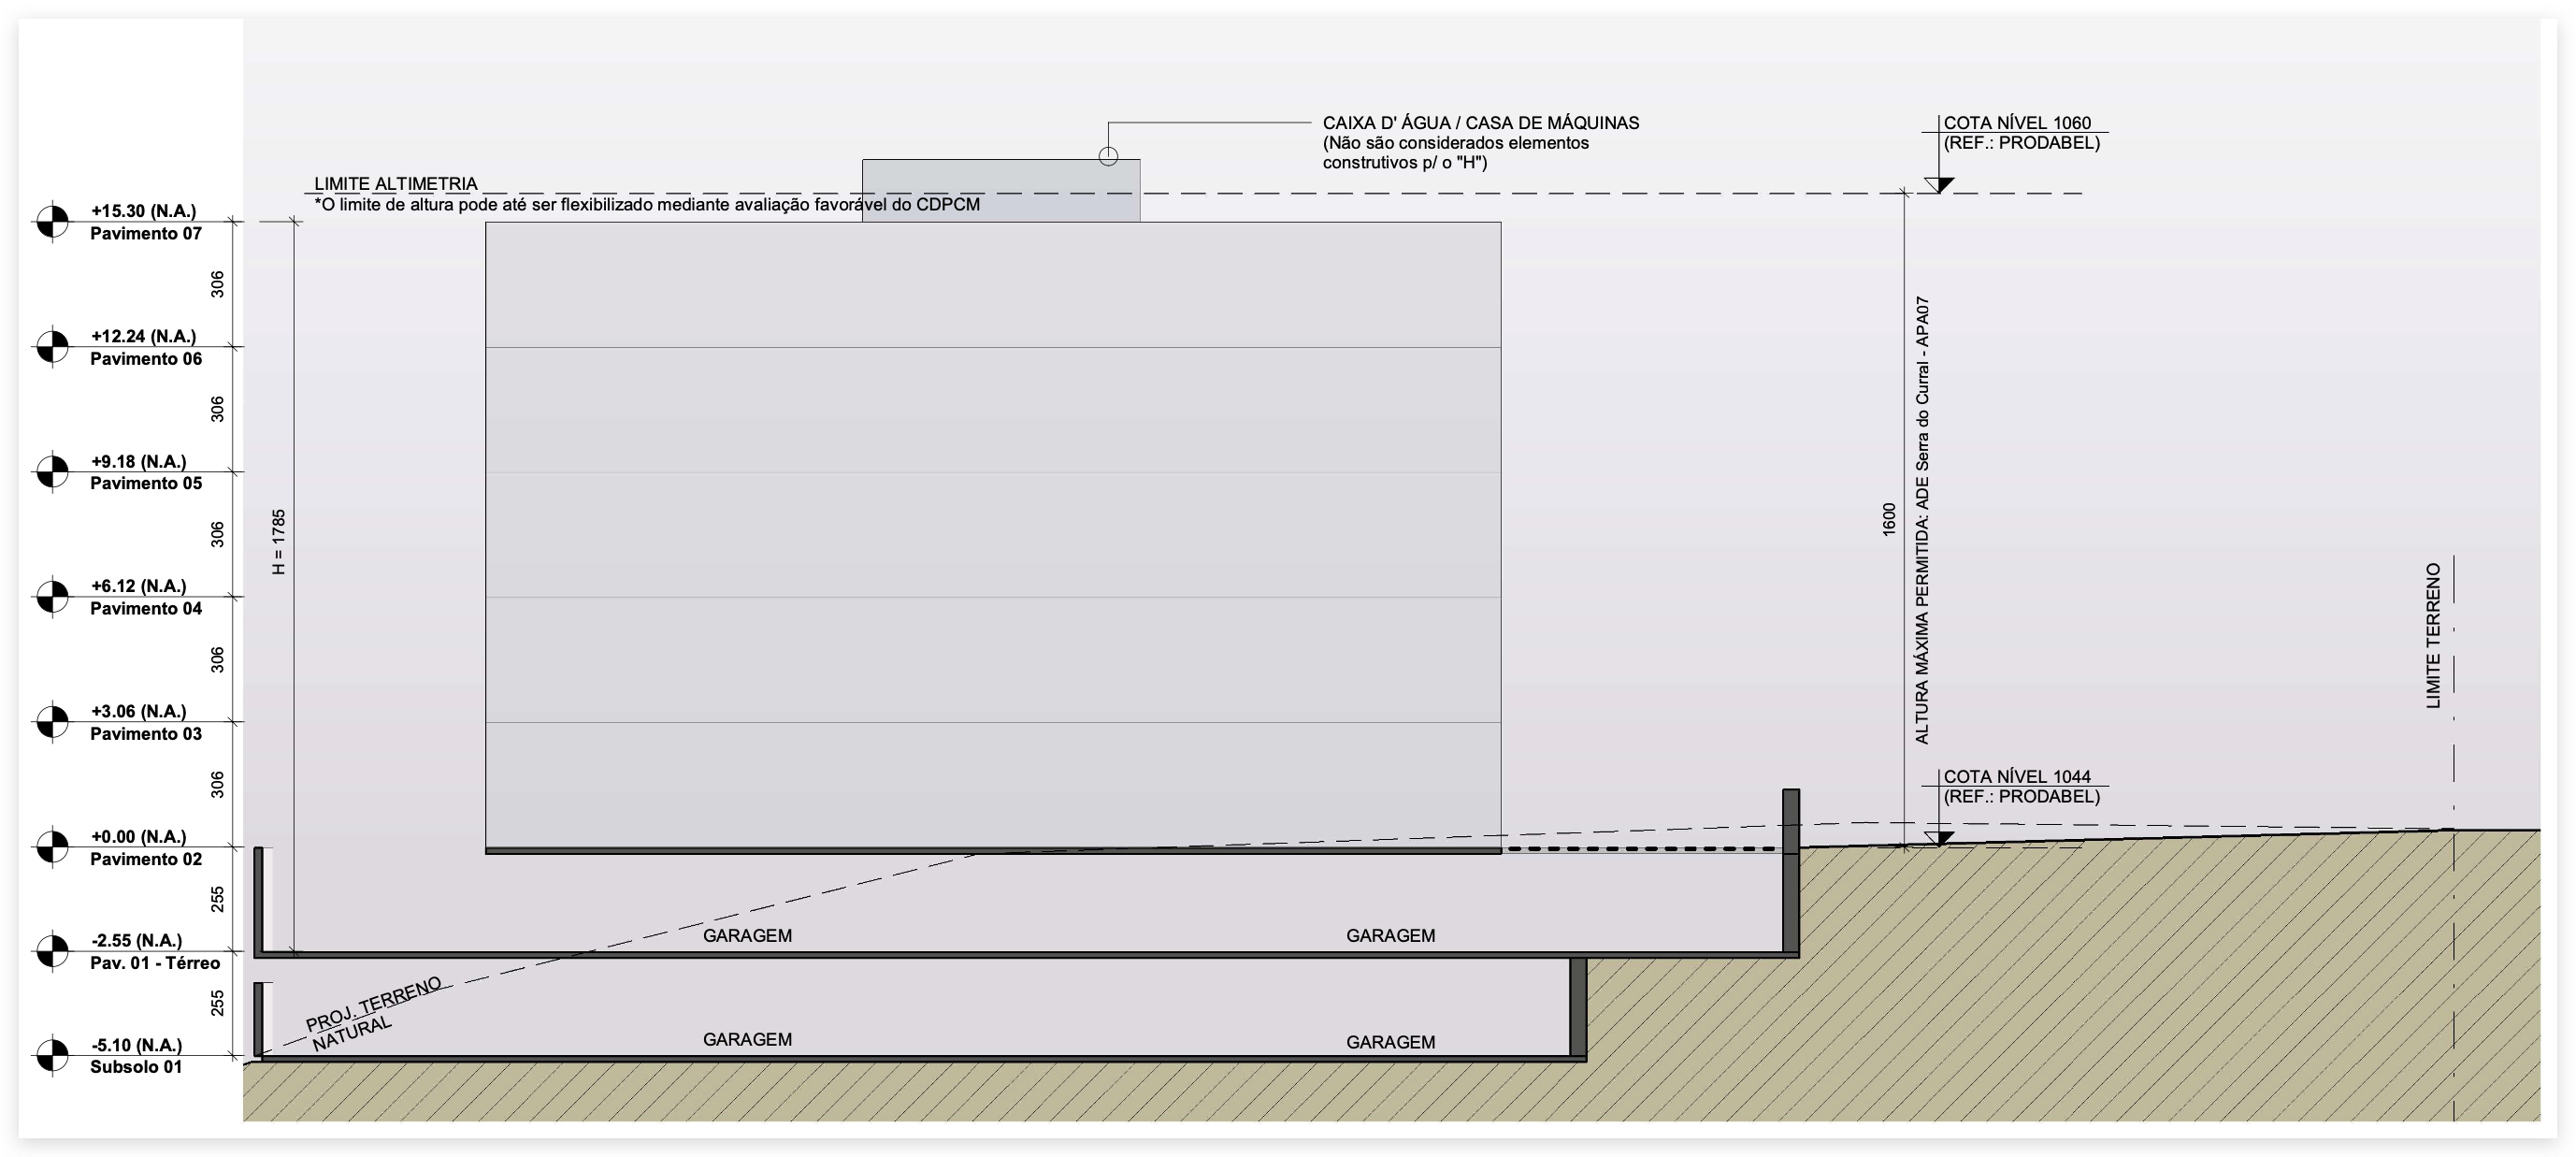 CAIXA D' ÁGUA / CASA DE MÁQUINAS
(Não são considerados elementos
construtivos p/ o "H")
COTA NÍVEL 1060
(REF.: PRODABEL)
LIMITE ALTIMETRIA
*O limite de altura pode até ser flexibilizado mediante avaliação favorável do CDPCM
+15.30 (N.A.)
Pavimento 07
306
+12.24 (N.A.)
Pavimento 06
306
+9.18 (N.A.)
Pavimento 05
306
+6.12 (N.A.)
Pavimento 04
306
+3.06 (N.A.)
Pavimento 03
306
+0.00 (N.A.)
Pavimento 02
255
-2.55 (N.A.)
Pav. 01 - Térreo
255
-5.10 (N.A.)
Subsolo 01
H = 1785
1600
ALTURA MÁXIMA PERMITIDA: ADE Serra do Curral - APA07
LIMITE TERRENO
COTA NÍVEL 1044
(REF.: PRODABEL)
GARAGEM
GARAGEM
PROJ. TERRENO
NATURAL
GARAGEM
GARAGEM